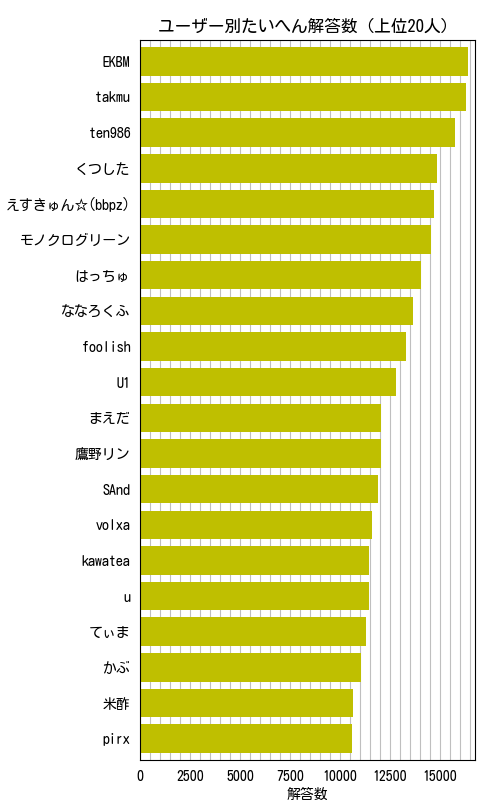 ユーザー別たいへん解答数 (上位20人)
EKBM
takmu
ten986
くつした
えすきゅん☆(bbpz)
モノクログリーン
はっちゅ
ななろくふ
foolish
U1
まえだ
鷹野リン
SAnd
volxa
kawatea
u
てぃま
かぶ
米酢
pirx
0 2500 5000 7500 10000 12500 15000
解答数